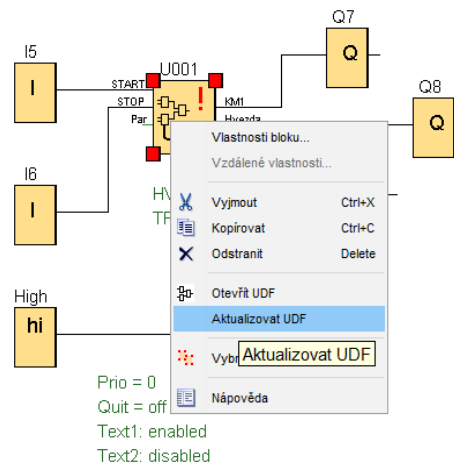 Q7
Q
I5
I
U001
START
STOP
Par
!
KM1
Hvezda
Q8
Q
Vlastnosti bloku...
Vzdálené vlastnosti...
I6
I
Vyjmout Ctrl+X
Kopírovat Ctrl+C
Odstranit Delete
Otevřít UDF
Aktualizovat UDF
High
hi
Aktualizovat UDF
Nápověda
Prio = 0
Quit = off
Text1: enabled
Text2: disabled